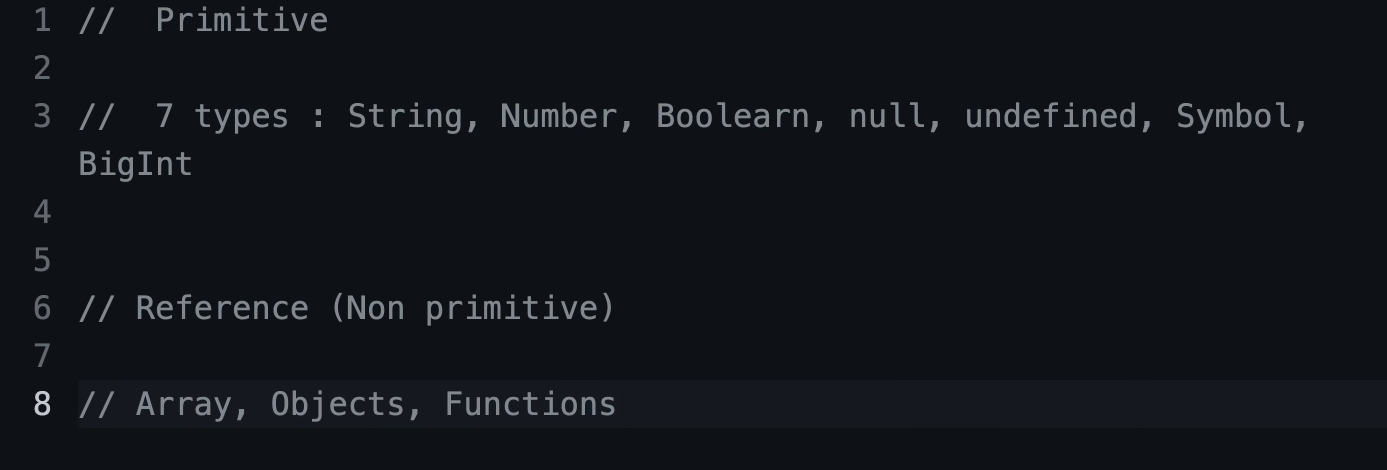 1 //  Primitive
2
3 //  7 types : String, Number, Boolearn, null, undefined, Symbol,
BigInt
4
5
6 // Reference (Non primitive)
7
8 // Array, Objects, Functions